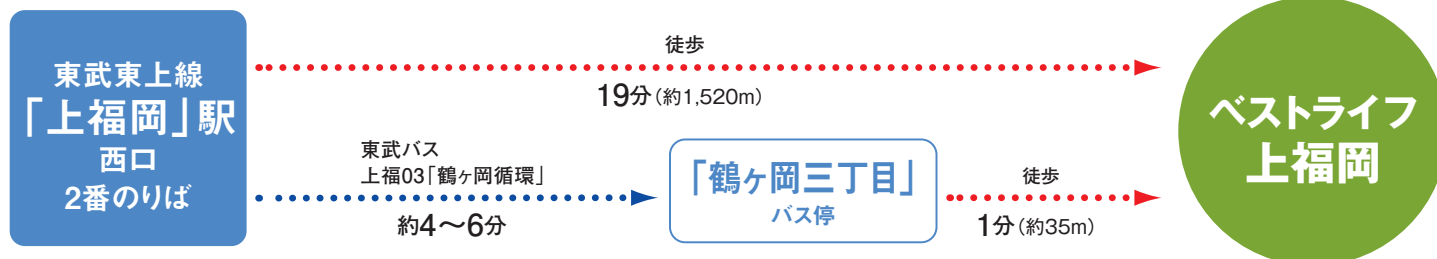 東武東上線
「上福岡」駅
西口
2番のりば
徒歩
19分(約1,520m)
東武バス
上福03「鶴ヶ岡循環」
約4〜6分
「鶴ヶ岡三丁目」
バス停
徒歩
1分(約35m)
ベストライフ
上福岡